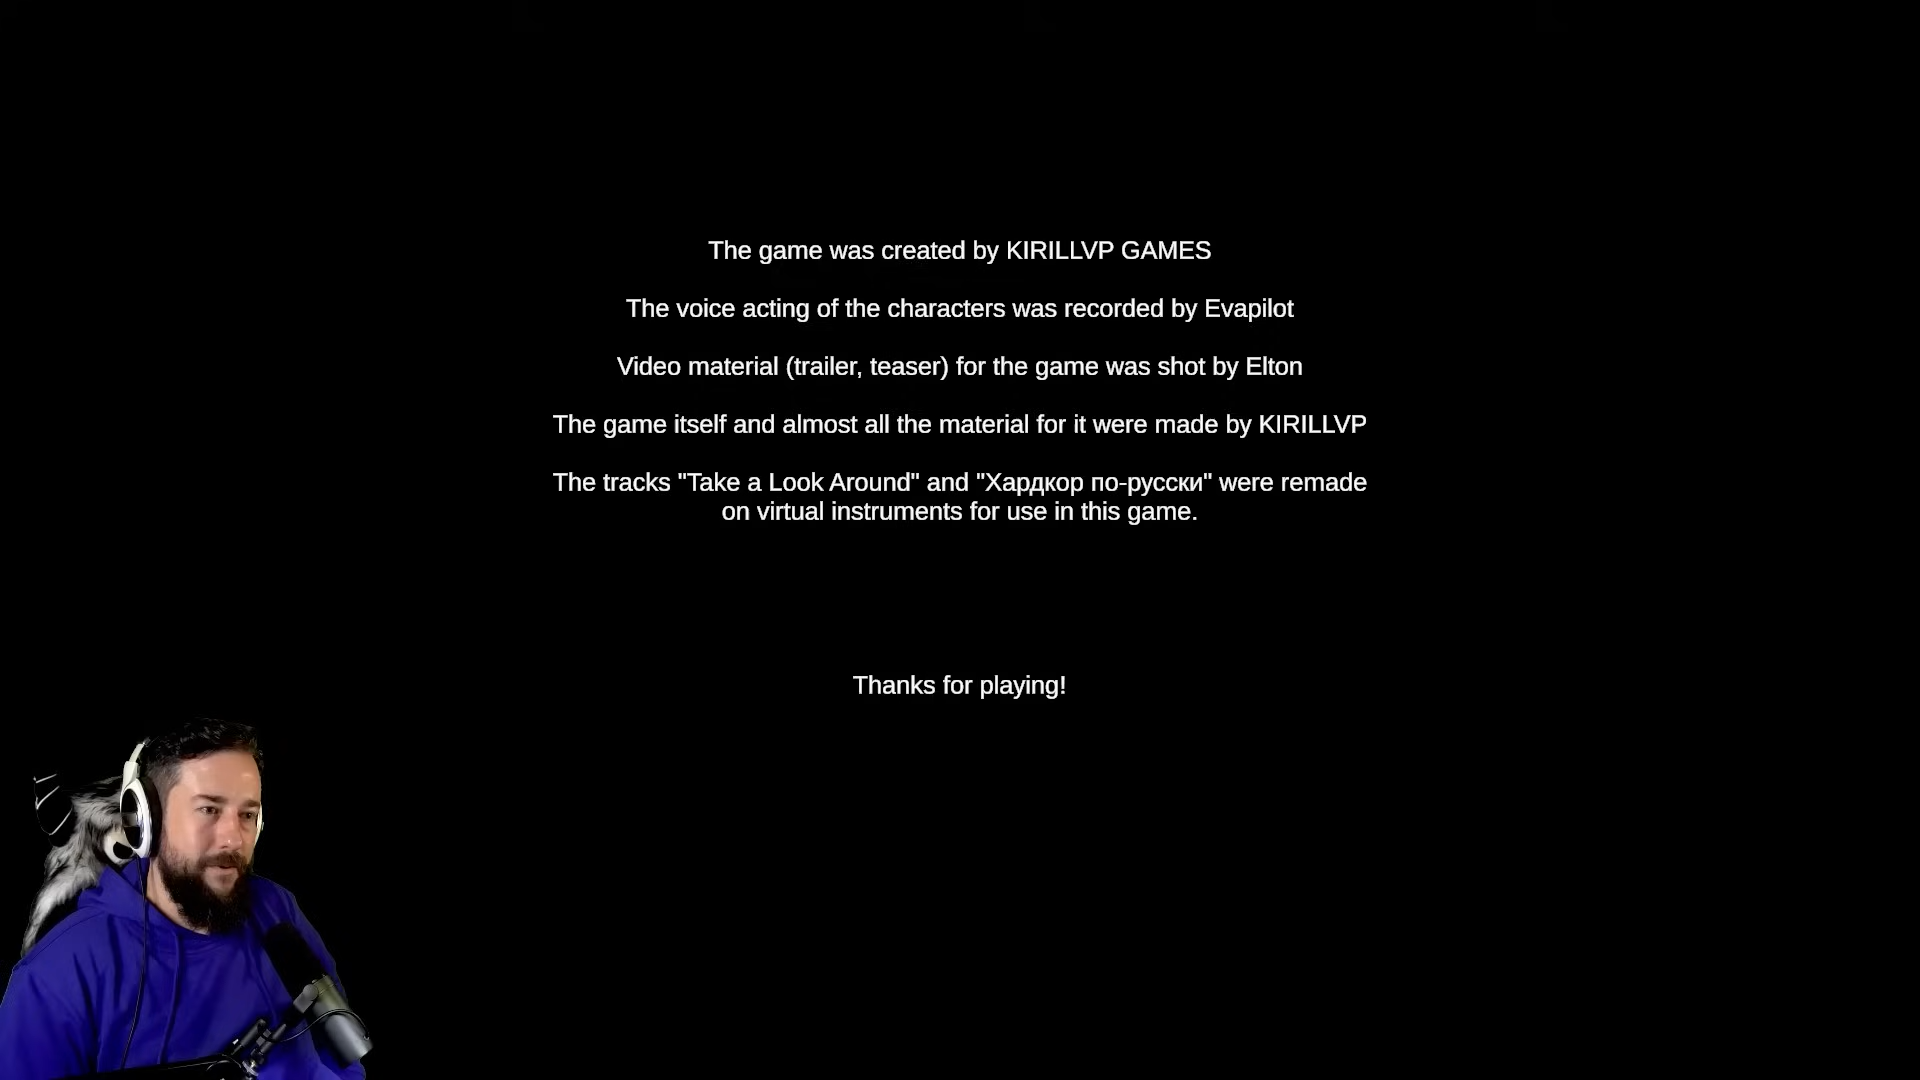 The game was created by KIRILLVP GAMES
The voice acting of the characters was recorded by Evapilot
Video material (trailer, teaser) for the game was shot by Elton
The game itself and almost all the material for it were made by KIRILLVP
The tracks "Take a Look Around" and "Хардкор по-русски" were remade
on virtual instruments for use in this game.
Thanks for playing!